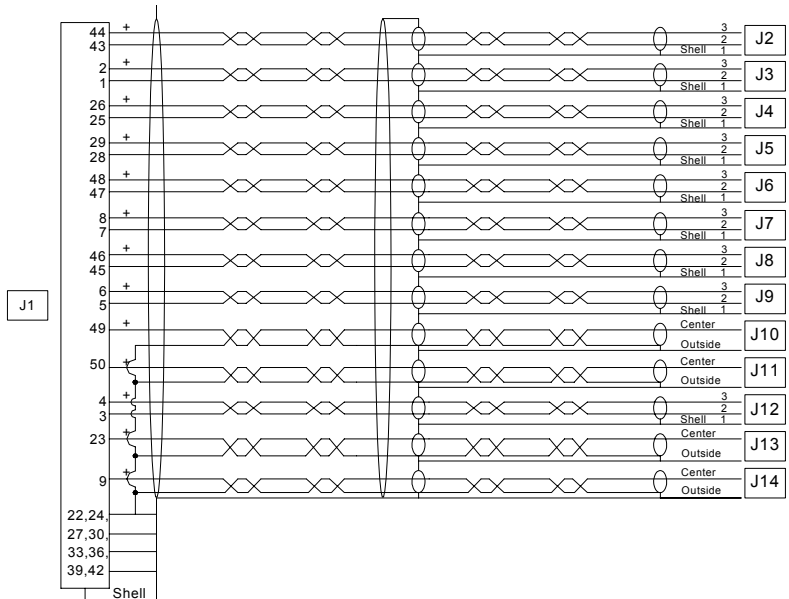 44 + 3
43 2 J2
Shell 1
2 + 3
1 2 J3
Shell 1
26 + 3
25 2 J4
Shell 1
29 + 3
28 2 J5
Shell 1
48 + 3
47 2 J6
Shell 1
8 + 3
7 2 J7
Shell 1
46 + 3
45 2 J8
Shell 1
6 + 3
5 2 J9
Shell 1
J1
49 + Center
Outside J10
50 + Center
Outside J11
4 + 3
3 2 J12
Shell 1
23 + Center
Outside J13
9 + Center
Outside J14
22,24,
27,30,
33,36,
39,42
Shell